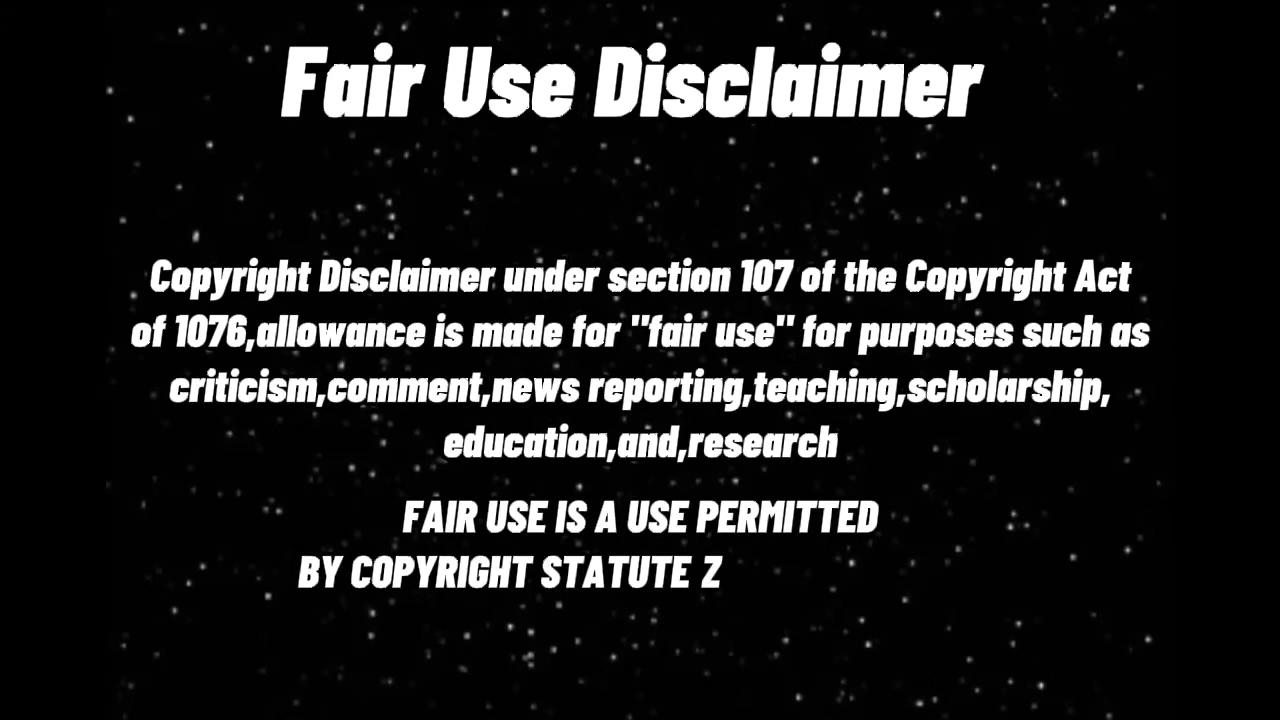 Fair Use Disclaimer
Copyright Disclaimer under section 107 of the Copyright Act
of 1076,allowance is made for "fair use" for purposes such as
criticism,comment,news reporting,teaching,scholarship,
education,and,research
FAIR USE IS A USE PERMITTED
BY COPYRIGHT STATUTE Z